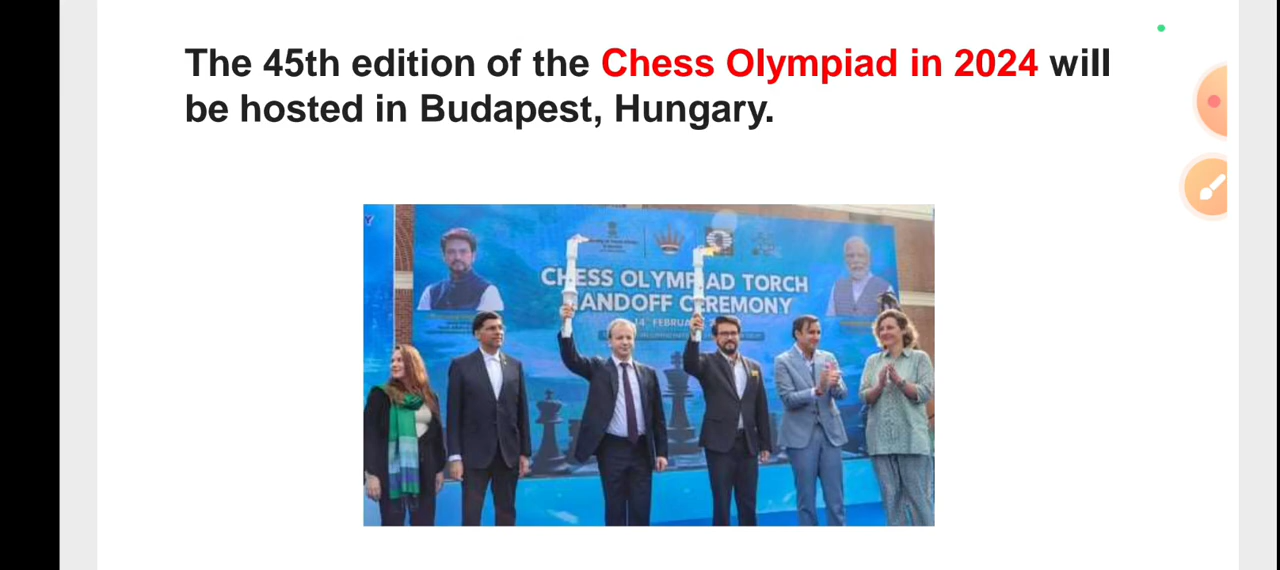 The 45th edition of the Chess Olympiad in 2024 will
be hosted in Budapest, Hungary.
CHESS OLYMPIAD TORCH
HANDOFF CEREMONY
14 FEBRUARY